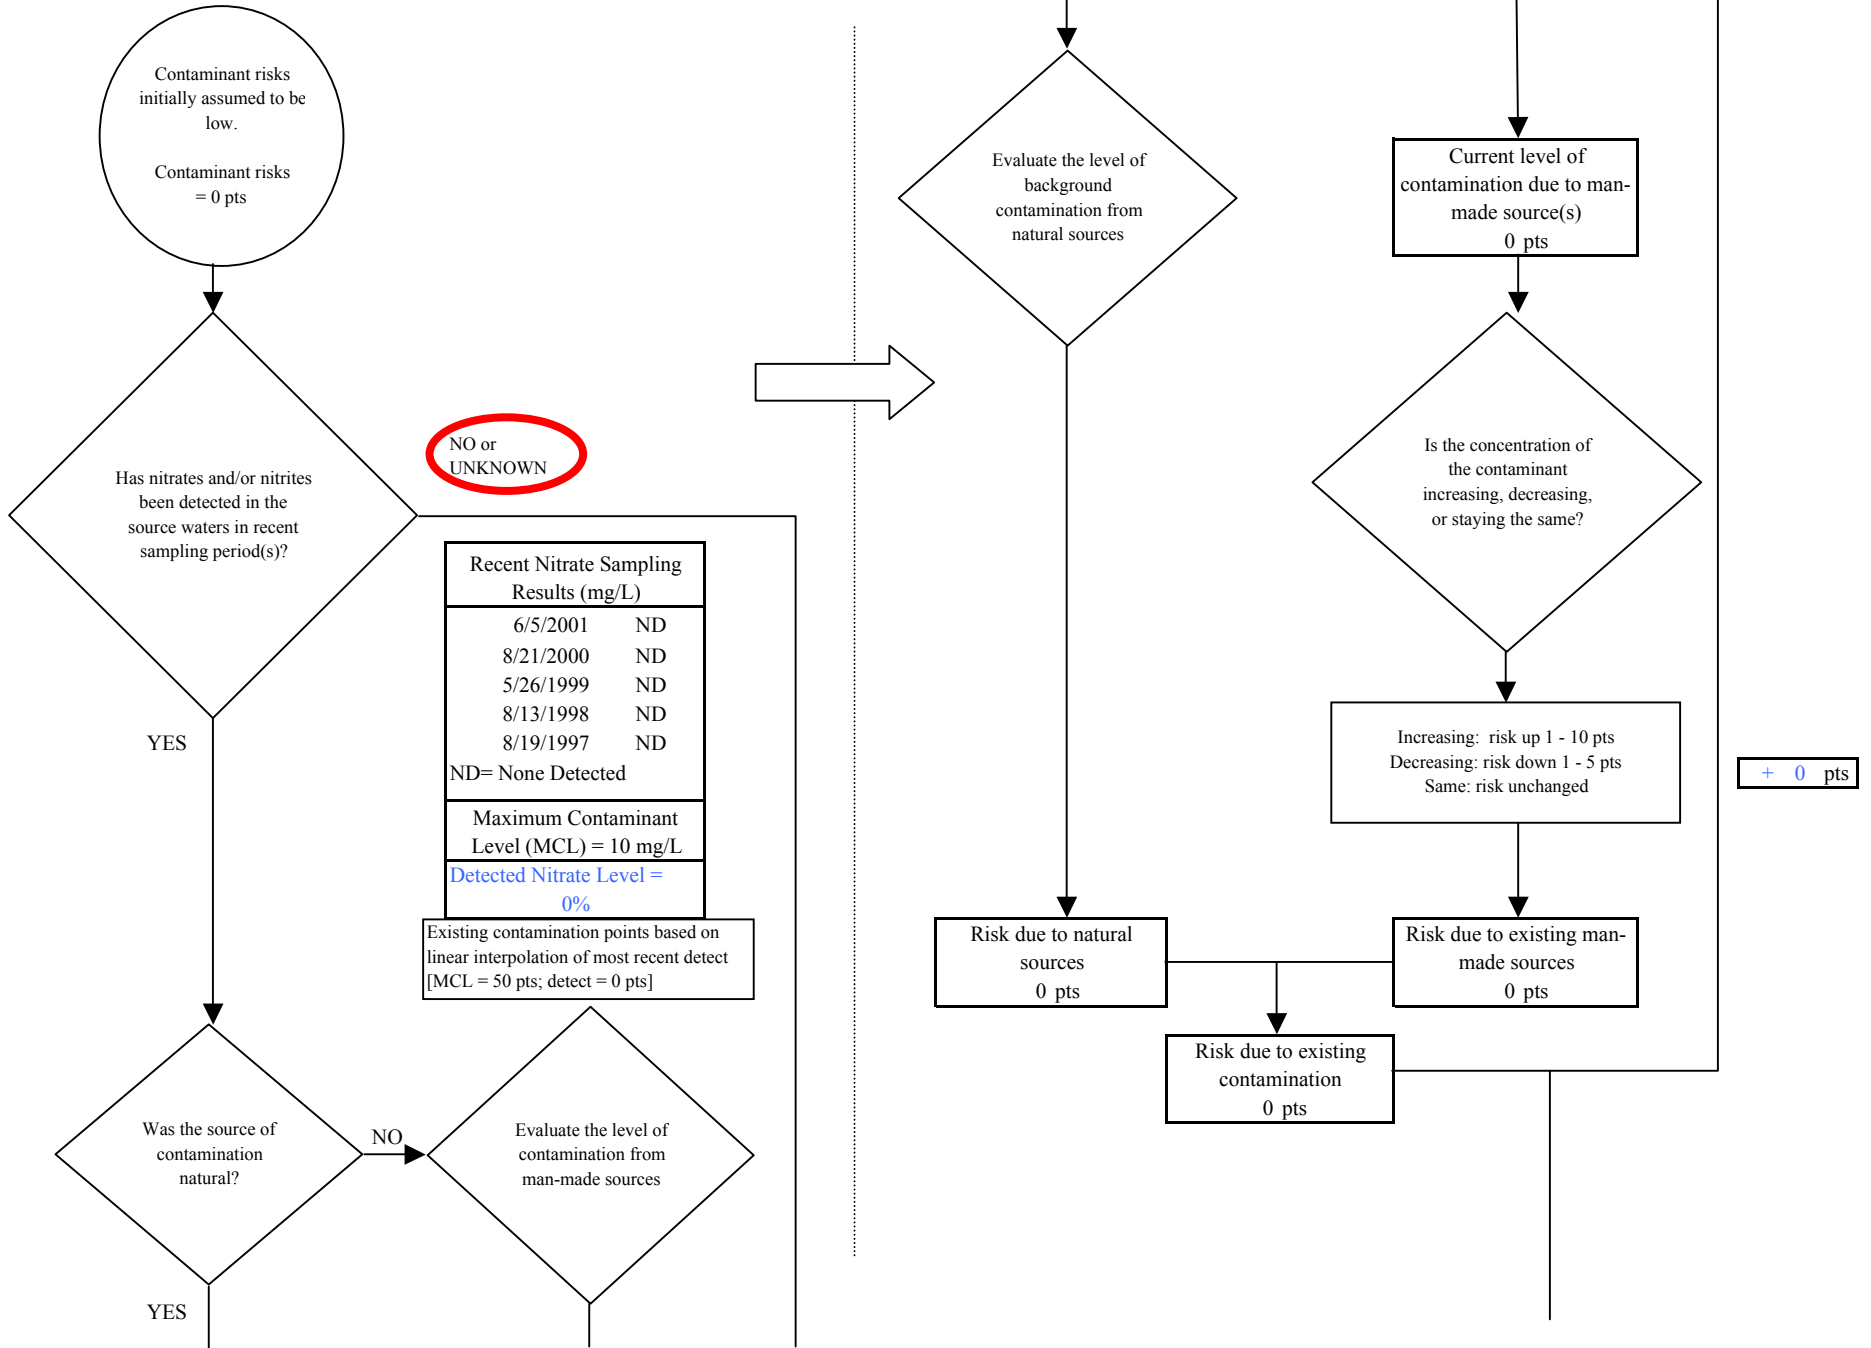 Contaminant risks
initially assumed to be
low.
Contaminant risks
= 0 pts
Has nitrates and/or nitrites
been detected in the
source waters in recent
sampling period(s)?
NO or
UNKNOWN
YES
Recent Nitrate Sampling
Results (mg/L)
6/5/2001 ND
8/21/2000 ND
5/26/1999 ND
8/13/1998 ND
8/19/1997 ND
ND= None Detected
Maximum Contaminant
Level (MCL) = 10 mg/L
Detected Nitrate Level =
0%
Existing contamination points based on
linear interpolation of most recent detect
[MCL = 50 pts; detect = 0 pts]
Was the source of
contamination
natural?
NO
Evaluate the level of
contamination from
man-made sources
YES
Evaluate the level of
background
contamination from
natural sources
Current level of
contamination due to man-
made source(s)
0 pts
Is the concentration of
the contaminant
increasing, decreasing,
or staying the same?
Increasing: risk up 1 - 10 pts
Decreasing: risk down 1 - 5 pts
Same: risk unchanged
+ 0 pts
Risk due to natural
sources
0 pts
Risk due to existing man-
made sources
0 pts
Risk due to existing
contamination
0 pts